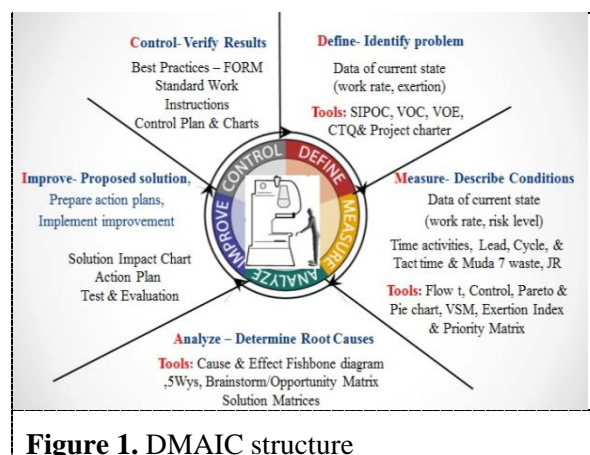 Control- Verify Results
Best Practices – FORM
Standard Work
Instructions
Control Plan & Charts
Define- Identify problem
Data of current state
(work rate, exertion)
Tools: SIPOC, VOC, VOE,
CTQ& Project charter
Improve- Proposed solution,
Prepare action plans,
Implement improvement
Solution Impact Chart
Action Plan
Test & Evaluation
CONTROL
DEFINE
MEASURE
ANALYZE
IMPROVE
Measure- Describe Conditions
Data of current state
(work rate, risk level)
Time activities, Lead, Cycle, &
Tact time & Muda 7 waste, JR
Tools: Flow t, Control, Pareto &
Pie chart, VSM, Exertion Index
& Priority Matrix
Analyze – Determine Root Causes
Tools: Cause & Effect Fishbone diagram
,5Wys, Brainstorm/Opportunity Matrix
Solution Matrices
Figure 1. DMAIC structure